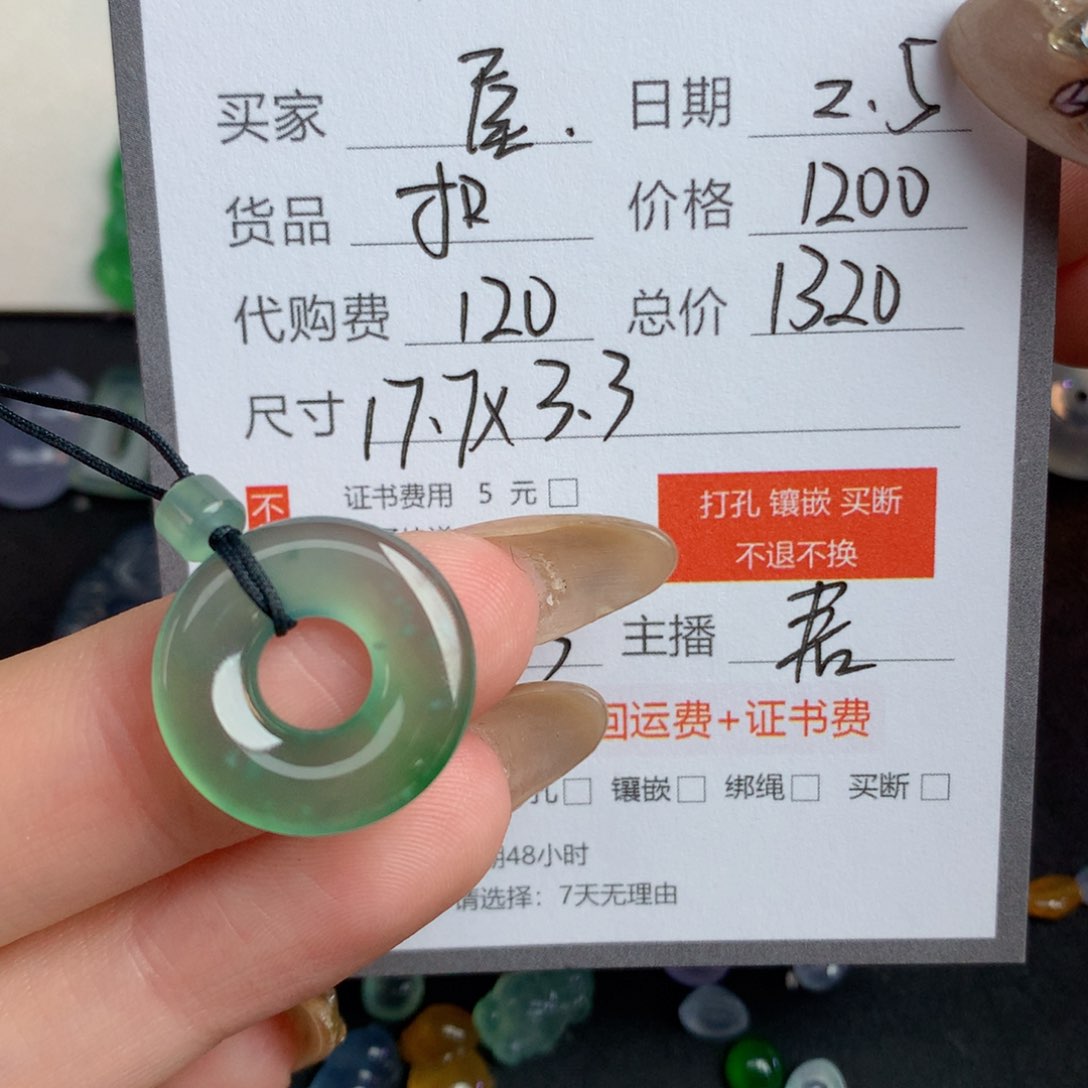 买家 屋. 日期 2.5
货品 扣 价格 1200
代购费 120 总价 1320
尺寸 17.7x3.3
不 证书费用 5 元 □ 打孔 镶嵌 买断
不退不换
主播
回运费+证书费
孔□ 镶嵌□ 绑绳□ 买断□
期48小时
请选择：7天无理由